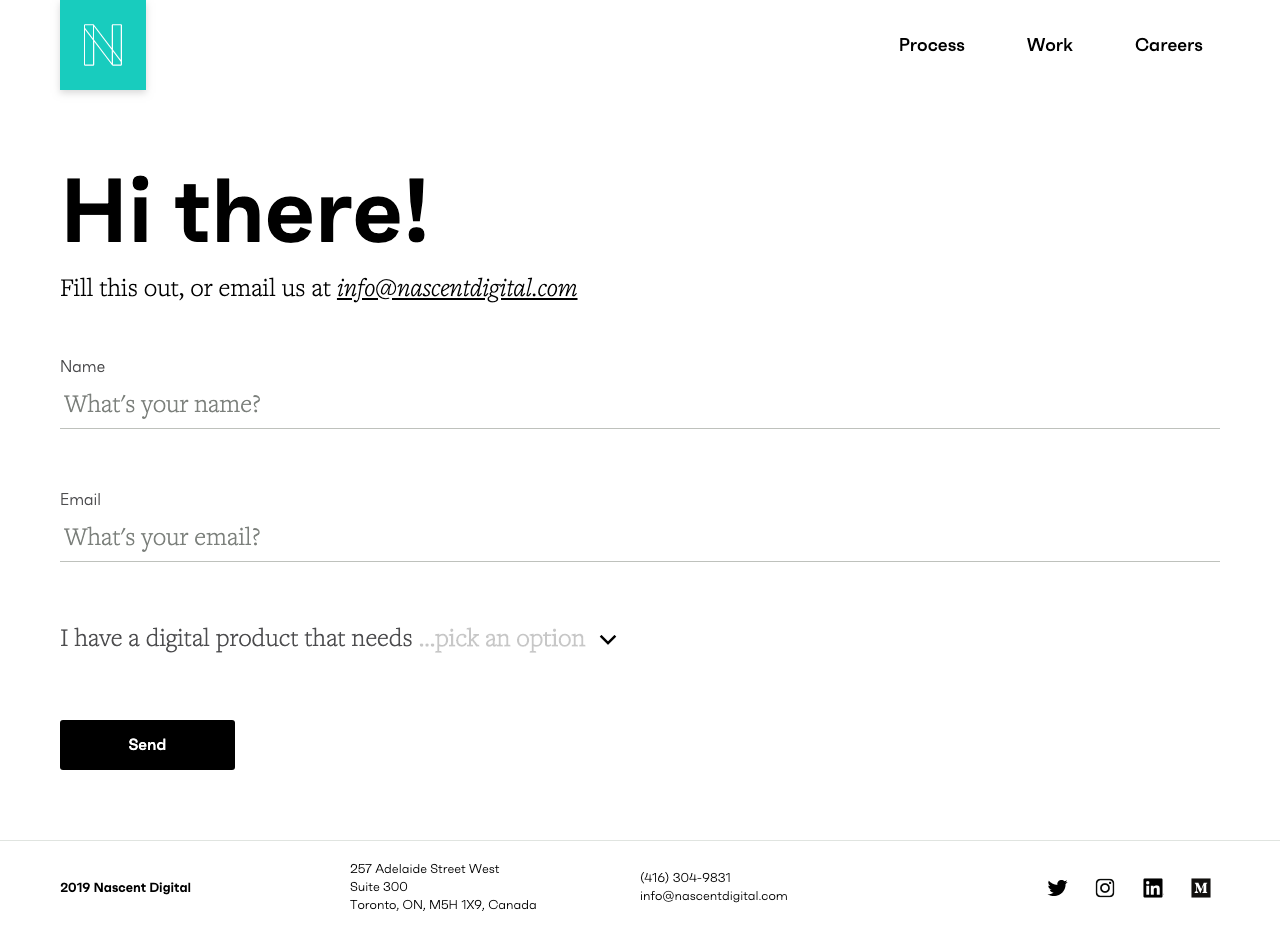 N
Process Work Careers
Hi there!
Fill this out, or email us at info@nascentdigital.com
Name
What's your name?
Email
What's your email?
I have a digital product that needs ...pick an option
Send
2019 Nascent Digital
257 Adelaide Street West
Suite 300
Toronto, ON, M5H 1X9, Canada
(416) 304-9831
info@nascentdigital.com
in
M